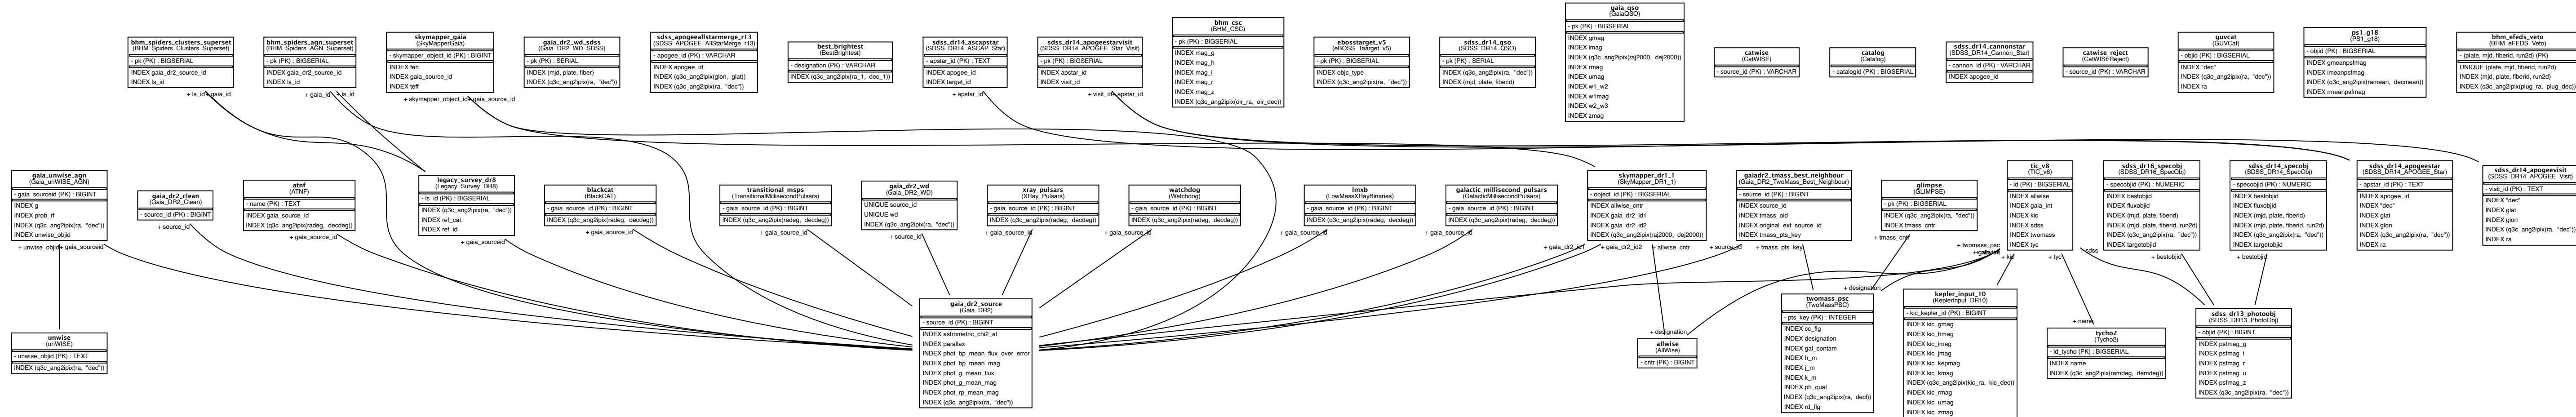 bhm_spiders_clusters_superset
(BHM_Spiders_Clusters_Superset)
- pk (PK) : BIGSERIAL
INDEX gaia_dr2_source_id
INDEX ls_id
+ ls_id
+ gaia_id
bhm_spiders_agn_superset
(BHM_Spiders_AGN_Superset)
- pk (PK) : BIGSERIAL
INDEX gaia_dr2_source_id
INDEX ls_id
+ gaia_id
+ ls_id
skymapper_gaia
(SkyMapperGaia)
- skymapper_object_id (PK) : BIGINT
INDEX feh
INDEX gaia_source_id
INDEX teff
+ skymapper_object_id
+ gaia_source_id
gaia_dr2_wd_sdss
(Gaia_DR2_WD_SDSS)
- pk (PK) : SERIAL
INDEX (mjd, plate, fiber)
INDEX (q3c_ang2ipix(ra, "dec"))
sdss_apogeeallstarmerge_r13
(SDSS_APOGEE_AllStarMerge_r13)
- apogee_id (PK) : VARCHAR
INDEX apogee_id
INDEX (q3c_ang2ipix(glon, glat))
INDEX (q3c_ang2ipix(ra, "dec"))
best_brightest
(BestBrightest)
- designation (PK) : VARCHAR
INDEX (q3c_ang2ipix(ra_1, dec_1))
sdss_dr14_ascapstar
(SDSS_DR14_ASCAP_Star)
- apstar_id (PK) : TEXT
INDEX apogee_id
INDEX target_id
+ apstar_id
sdss_dr14_apogeestarvisit
(SDSS_DR14_APOGEE_Star_Visit)
- pk (PK) : BIGSERIAL
INDEX apstar_id
INDEX visit_id
+ visit_id
+ apstar_id
bhm_csc
(BHM_CSC)
- pk (PK) : BIGSERIAL
INDEX mag_g
INDEX mag_h
INDEX mag_i
INDEX mag_r
INDEX mag_z
INDEX (q3c_ang2ipix(oir_ra, oir_dec))
ebosstarget_v5
(eBOSS_Taarget_v5)
- pk (PK) : BIGSERIAL
INDEX objc_type
INDEX (q3c_ang2ipix(ra, "dec"))
sdss_dr14_qso
(SDSS_DR14_QSO)
- pk (PK) : SERIAL
INDEX (q3c_ang2ipix(ra, "dec"))
INDEX (mjd, plate, fiberid)
gaia_qso
(GaiaQSO)
- pk (PK) : BIGSERIAL
INDEX gmag
INDEX imag
INDEX (q3c_ang2ipix(raj2000, dej2000))
INDEX rmag
INDEX umag
INDEX w1_w2
INDEX w1mag
INDEX w2_w3
INDEX zmag
catwise
(CatWISE)
- source_id (PK) : VARCHAR
catalog
(Catalog)
- catalogid (PK) : BIGSERIAL
sdss_dr14_cannonstar
(SDSS_DR14_Cannon_Star)
- cannon_id (PK) : VARCHAR
INDEX apogee_id
catwise_reject
(CatWISEReject)
- source_id (PK) : VARCHAR
guvcat
(GUVCat)
- objid (PK) : BIGSERIAL
INDEX "dec"
INDEX (q3c_ang2ipix(ra, "dec"))
INDEX ra
ps1_g18
(PS1_g18)
- objid (PK) : BIGSERIAL
INDEX gmeanpsfmag
INDEX imeanpsfmag
INDEX (q3c_ang2ipix(ramean, decmean))
INDEX rmeanpsfmag
bhm_efeds_veto
(BHM_eFEDS_Veto)
- (plate, mjd, fiberid, run2d) (PK)
UNIQUE (plate, mjd, fiberid, run2d)
INDEX (mjd, plate, fiberid)
INDEX (q3c_ang2ipix(plug_ra, plug_dec))
gaia_unwise_agn
(Gaia_unWISE_AGN)
- gaia_sourceid (PK) : BIGINT
INDEX g
INDEX prob_rf
INDEX (q3c_ang2ipix(ra, "dec"))
INDEX unwise_objid
+ unwise_objid
+ gaia_sourceid
gaia_dr2_clean
(Gaia_DR2_Clean)
- source_id (PK) : BIGINT
+ source_id
atnf
(ATNF)
- name (PK) : TEXT
INDEX gaia_source_id
INDEX (q3c_ang2ipix(radeg, decdeg))
+ gaia_source_id
legacy_survey_dr8
(Legacy_Survey_DR8)
- ls_id (PK) : BIGSERIAL
INDEX (q3c_ang2ipix(ra, "dec"))
INDEX ref_cat
INDEX ref_id
+ gaia_sourceid
blackcat
(BlackCAT)
- gaia_source_id (PK) : BIGINT
INDEX (q3c_ang2ipix(radeg, decdeg))
+ gaia_source_id
transitional_msps
(TransitionalMillisecondPulsars)
- gaia_source_id (PK) : BIGINT
INDEX (q3c_ang2ipix(radeg, decdeg))
+ gaia_source_id
gaia_dr2_wd
(Gaia_DR2_WD)
UNIQUE source_id
UNIQUE wd
INDEX (q3c_ang2ipix(ra, "dec"))
+ source_id
xray_pulsars
(XRay_Pulsars)
- gaia_source_id (PK) : BIGINT
INDEX (q3c_ang2ipix(radeg, decdeg))
+ gaia_source_id
watchdog
(Watchdog)
- gaia_source_id (PK) : BIGINT
INDEX (q3c_ang2ipix(radeg, decdeg))
+ gaia_source_id
lmxb
(LowMassXRayBinaries)
- gaia_source_id (PK) : BIGINT
INDEX (q3c_ang2ipix(radeg, decdeg))
+ gaia_source_id
galactic_millisecond_pulsars
(GalacticMillisecondPulsars)
- gaia_source_id (PK) : BIGINT
INDEX (q3c_ang2ipix(radeg, decdeg))
+ gaia_source_id
skymapper_dr1_1
(SkyMapper_DR1_1)
- object_id (PK) : BIGSERIAL
INDEX allwise_cntr
INDEX gaia_dr2_id1
INDEX gaia_dr2_id2
INDEX (q3c_ang2ipix(raj2000, dej2000))
+ gaia_dr2_id1
+ gaia_dr2_id2
+ allwise_cntr
gaiadr2_tmass_best_neighbour
(Gaia_DR2_TwoMass_Best_Neighbour)
- source_id (PK) : BIGINT
INDEX source_id
INDEX tmass_oid
INDEX original_ext_source_id
INDEX tmass_pts_key
+ source_id
+ tmass_pts_key
glimpse
(GLIMPSE)
- pk (PK) : BIGSERIAL
INDEX (q3c_ang2ipix(ra, "dec"))
INDEX tmass_cntr
+ tmass_cntr
tic_v8
(TIC_v8)
- id (PK) : BIGSERIAL
INDEX allwise
INDEX gaia_int
INDEX kic
INDEX sdss
INDEX twomass
INDEX tyc
+ twomass_psc
+ kic
+ tyc
+ sdss
sdss_dr16_specobj
(SDSS_DR16_SpecObj)
- specobjid (PK) : NUMERIC
INDEX bestobjid
INDEX fluxobjid
INDEX (mjd, plate, fiberid)
INDEX (mjd, plate, fiberid, run2d)
INDEX (q3c_ang2ipix(ra, "dec"))
INDEX targetobjid
+ bestobjid
sdss_dr14_specobj
(SDSS_DR14_SpecObj)
- specobjid (PK) : NUMERIC
INDEX bestobjid
INDEX fluxobjid
INDEX (mjd, plate, fiberid)
INDEX (mjd, plate, fiberid, run2d)
INDEX (q3c_ang2ipix(ra, "dec"))
INDEX targetobjid
+ bestobjid
sdss_dr14_apogeestar
(SDSS_DR14_APOGEE_Star)
- apstar_id (PK) : TEXT
INDEX apogee_id
INDEX "dec"
INDEX glat
INDEX glon
INDEX (q3c_ang2ipix(ra, "dec"))
INDEX ra
sdss_dr14_apogeevisit
(SDSS_DR14_APOGEE_Visit)
- visit_id (PK) : TEXT
INDEX "dec"
INDEX glat
INDEX glon
INDEX (q3c_ang2ipix(ra, "dec"))
INDEX ra
unwise
(unWISE)
- unwise_objid (PK) : TEXT
INDEX (q3c_ang2ipix(ra, "dec"))
gaia_dr2_source
(Gaia_DR2)
- source_id (PK) : BIGINT
INDEX astrometric_chi2_al
INDEX parallax
INDEX phot_bp_mean_flux_over_error
INDEX phot_bp_mean_mag
INDEX phot_g_mean_flux
INDEX phot_g_mean_mag
INDEX phot_rp_mean_mag
INDEX (q3c_ang2ipix(ra, "dec"))
+ designation
allwise
(AllWise)
- cntr (PK) : BIGINT
+ designation
twomass_psc
(TwoMassPSC)
- pts_key (PK) : INTEGER
INDEX cc_flg
INDEX designation
INDEX gal_contam
INDEX h_m
INDEX j_m
INDEX k_m
INDEX ph_qual
INDEX (q3c_ang2ipix(ra, decl))
INDEX rd_flg
kepler_input_10
(KeplerInput_DR10)
- kic_kepler_id (PK) : BIGINT
INDEX kic_gmag
INDEX kic_hmag
INDEX kic_imag
INDEX kic_jmag
INDEX kic_kepmag
INDEX kic_kmag
INDEX (q3c_ang2ipix(kic_ra, kic_dec))
INDEX kic_rmag
INDEX kic_umag
INDEX kic_zmag
+ name
tycho2
(Tycho2)
- id_tycho (PK) : BIGSERIAL
INDEX name
INDEX (q3c_ang2ipix(ramdeg, demdeg))
sdss_dr13_photoobj
(SDSS_DR13_PhotoObj)
- objid (PK) : BIGINT
INDEX psfmag_g
INDEX psfmag_i
INDEX psfmag_r
INDEX psfmag_u
INDEX psfmag_z
INDEX (q3c_ang2ipix(ra, "dec"))